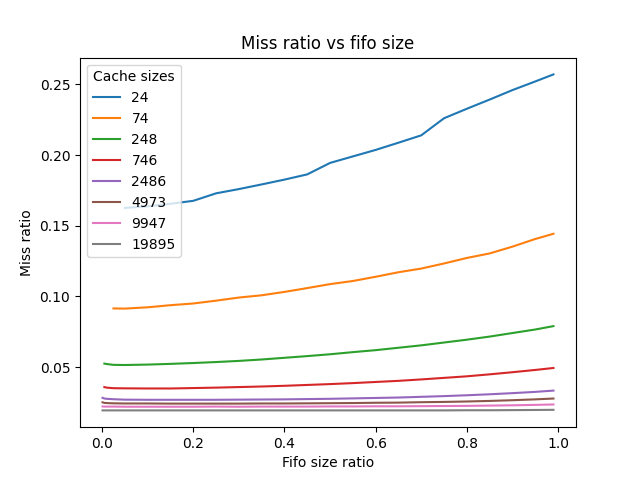 Miss ratio vs fifo size
Cache sizes
24
74
248
746
2486
4973
9947
19895
0.25
0.20
0.15
0.10
0.05
Miss ratio
0.0 0.2 0.4 0.6 0.8 1.0
Fifo size ratio